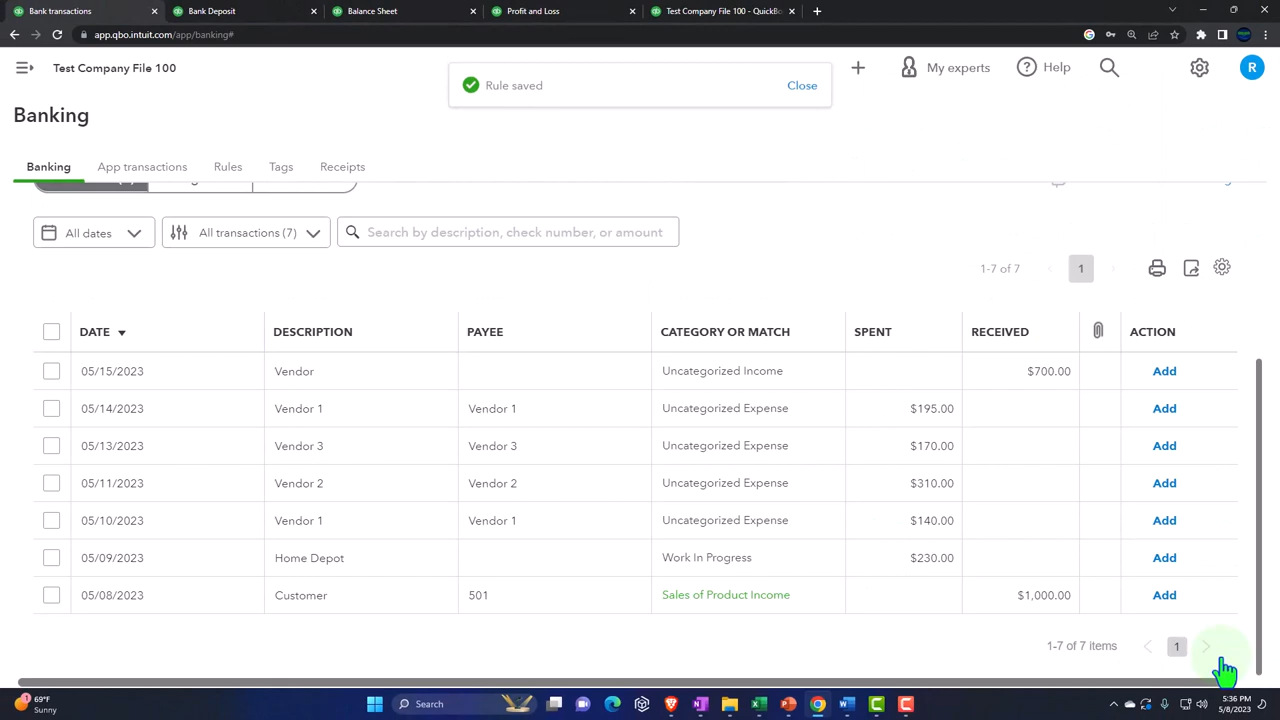 Bank transactions
Bank Deposit
Balance Sheet
Profit and Loss
Test Company File 100 - QuickBo
app.qbo.intuit.com/app/banking#
Test Company File 100
Rule saved
Close
My experts
Help
R
Banking
Banking
App transactions
Rules
Tags
Receipts
All dates
All transactions (7)
Search by description, check number, or amount
1-7 of 7
1
DATE DESCRIPTION PAYEE CATEGORY OR MATCH SPENT RECEIVED ACTION
05/15/2023 Vendor Uncategorized Income $700.00 Add
05/14/2023 Vendor 1 Vendor 1 Uncategorized Expense $195.00 Add
05/13/2023 Vendor 3 Vendor 3 Uncategorized Expense $170.00 Add
05/11/2023 Vendor 2 Vendor 2 Uncategorized Expense $310.00 Add
05/10/2023 Vendor 1 Vendor 1 Uncategorized Expense $140.00 Add
05/09/2023 Home Depot Work In Progress $230.00 Add
05/08/2023 Customer 501 Sales of Product Income $1,000.00 Add
1-7 of 7 items
1
69°F
Sunny
Search
5:36 PM
5/8/2023